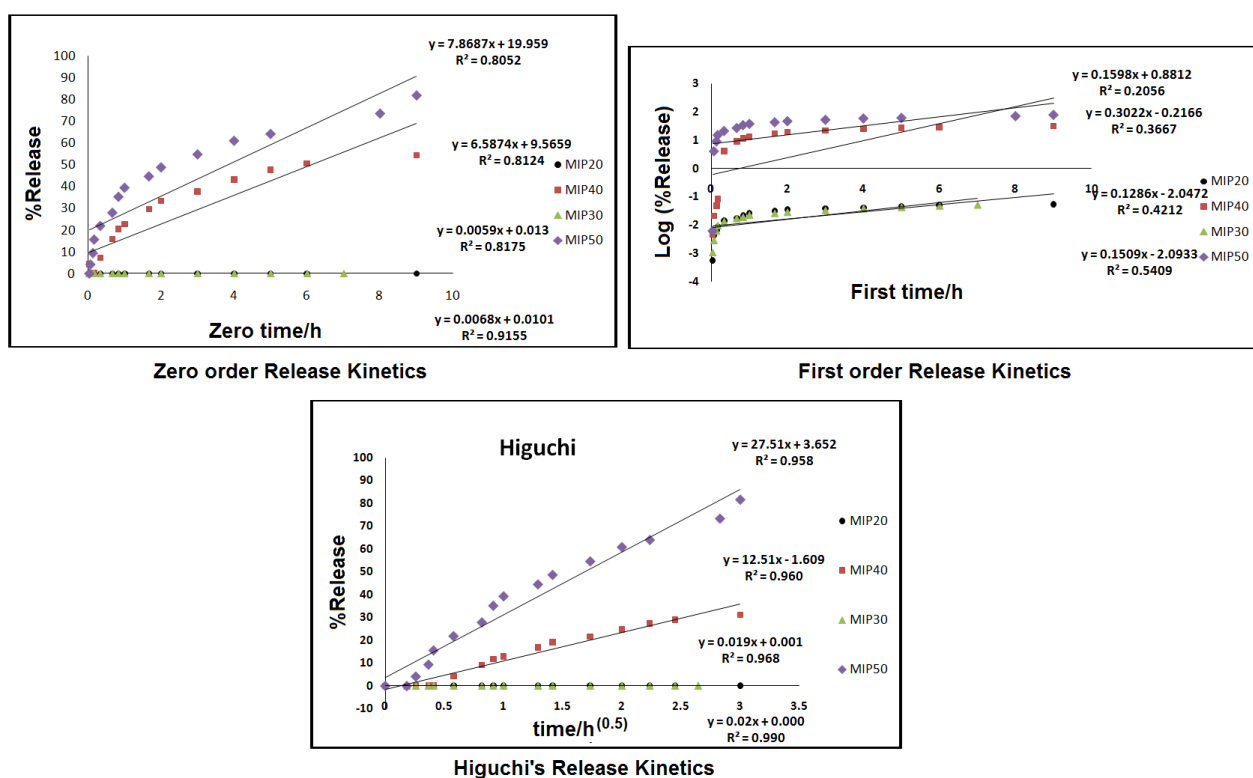 y = 7.8687x + 19.959
R² = 0.8052
100
90
80
70
60
50
40
30
20
10
0
%Release
y = 6.5874x + 9.5659
R² = 0.8124
MIP20
MIP40
MIP30
MIP50
y = 0.0059x + 0.013
R² = 0.8175
0 2 4 6 8 10
Zero time/h
y = 0.0068x + 0.0101
R² = 0.9155
Zero order Release Kinetics
3
2
1
0
-1
-2
-3
-4
Log (%Release)
y = 0.1598x + 0.8812
R² = 0.2056
y = 0.3022x - 0.2166
R² = 0.3667
0 2 4 6 8 10
MIP20
MIP40
MIP30
MIP50
y = 0.1286x - 2.0472
R² = 0.4212
y = 0.1509x - 2.0933
R² = 0.5409
First time/h
First order Release Kinetics
Higuchi
y = 27.51x + 3.652
R² = 0.958
100
90
80
70
60
50
40
30
20
10
0
-10
%Release
MIP20
MIP40
MIP30
MIP50
y = 12.51x - 1.609
R² = 0.960
y = 0.019x + 0.001
R² = 0.968
0 0.5 1 1.5 2 2.5 3 3.5
time/h(0.5)
y = 0.02x + 0.000
R² = 0.990
Higuchi's Release Kinetics